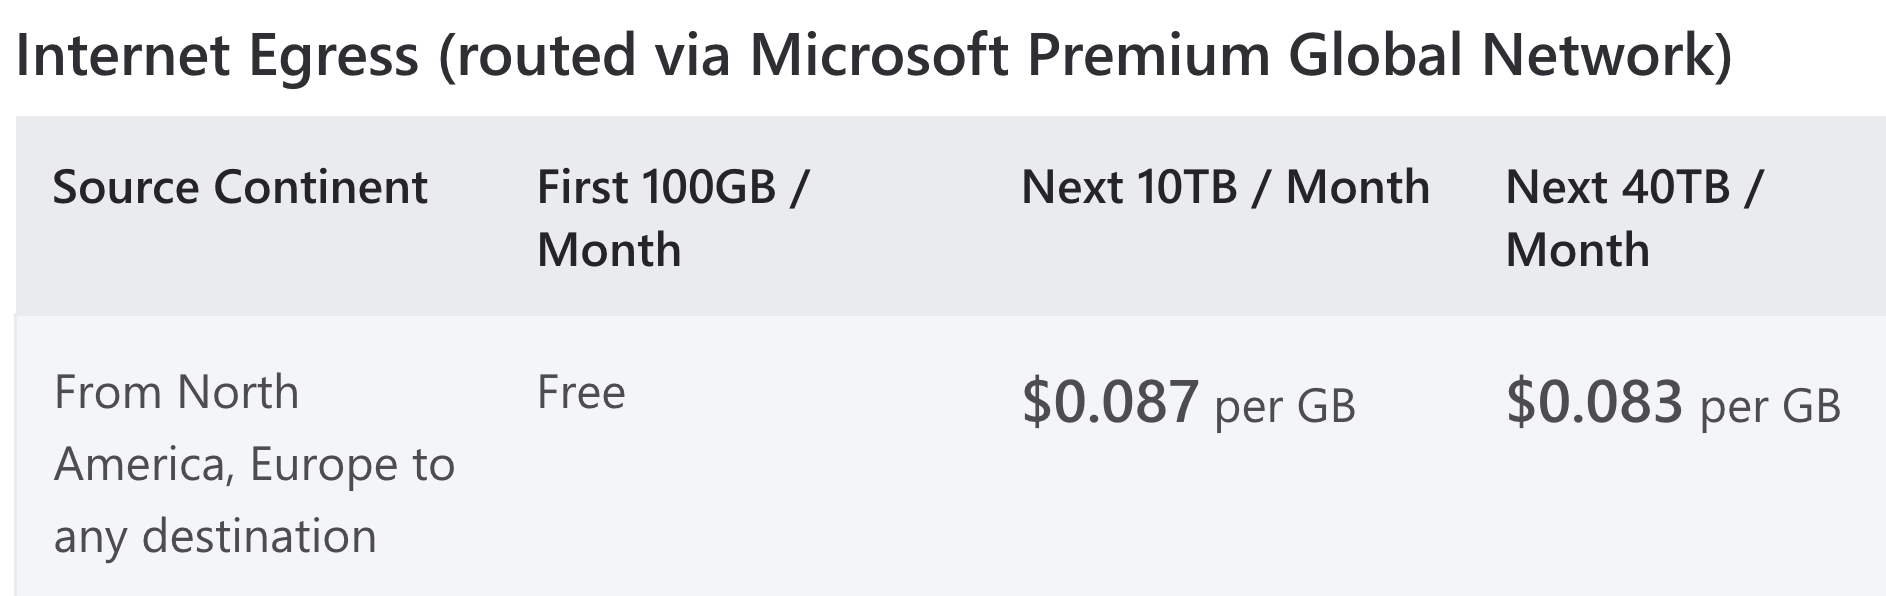 Internet Egress (routed via Microsoft Premium Global Network)
Source Continent
First 100GB /
Month
Next 10TB / Month
Next 40TB /
Month
From North
America, Europe to
any destination
Free
$0.087 per GB
$0.083 per GB